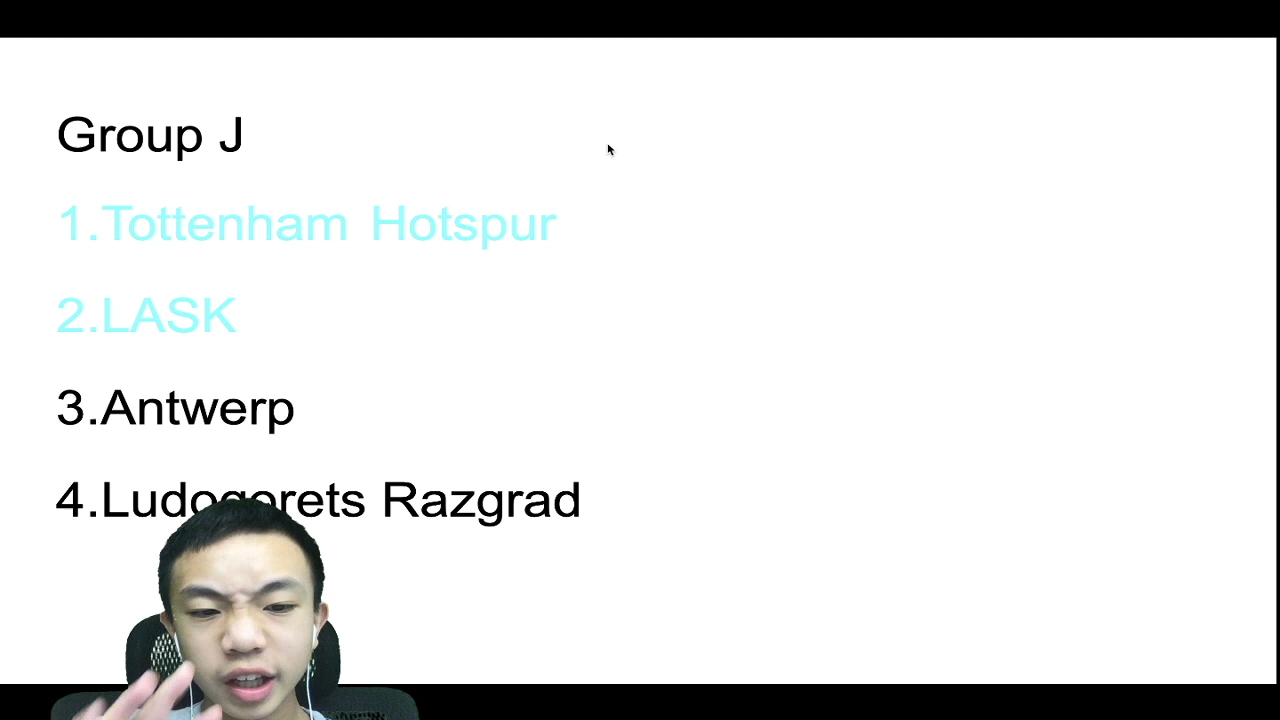 Group J
1.Tottenham Hotspur
2.LASK
3.Antwerp
4.Ludogorets Razgrad